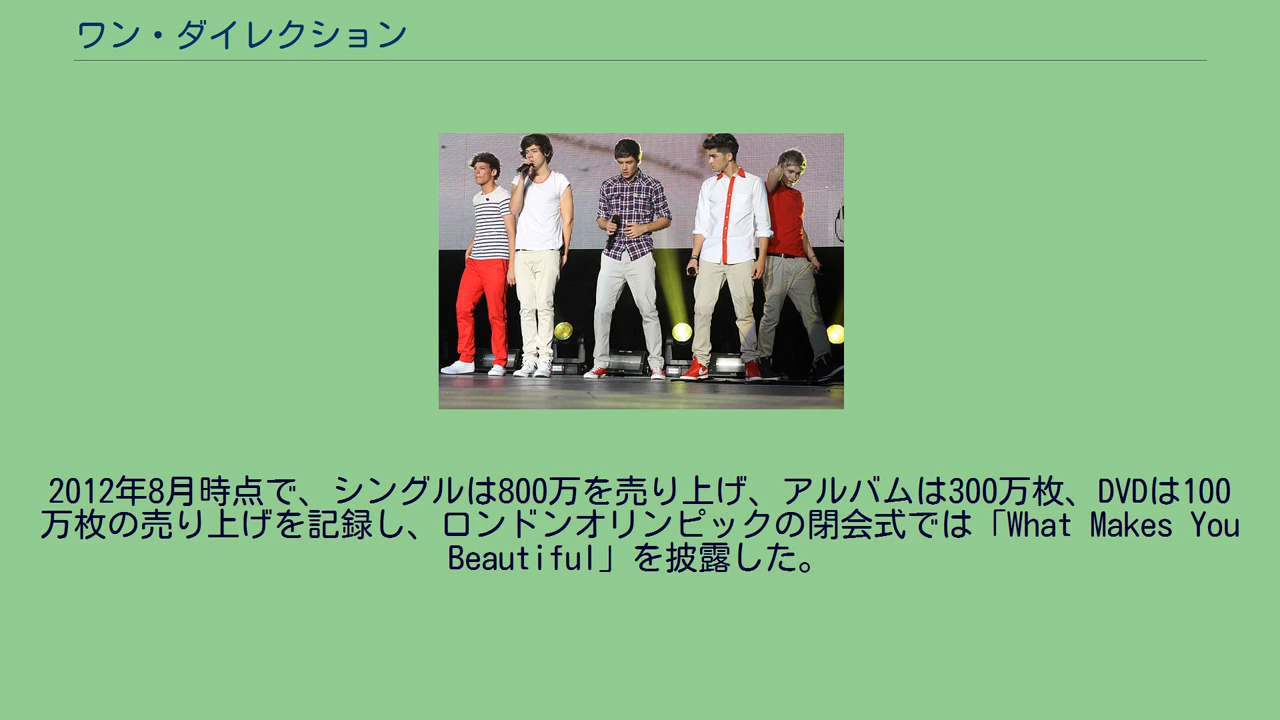 ワン・ダイレクション
2012年8月時点で、シングルは800万を売り上げ、アルバムは300万枚、DVDは100
万枚の売り上げを記録し、ロンドンオリンピックの閉会式では「What Makes You
Beautiful」を披露した。